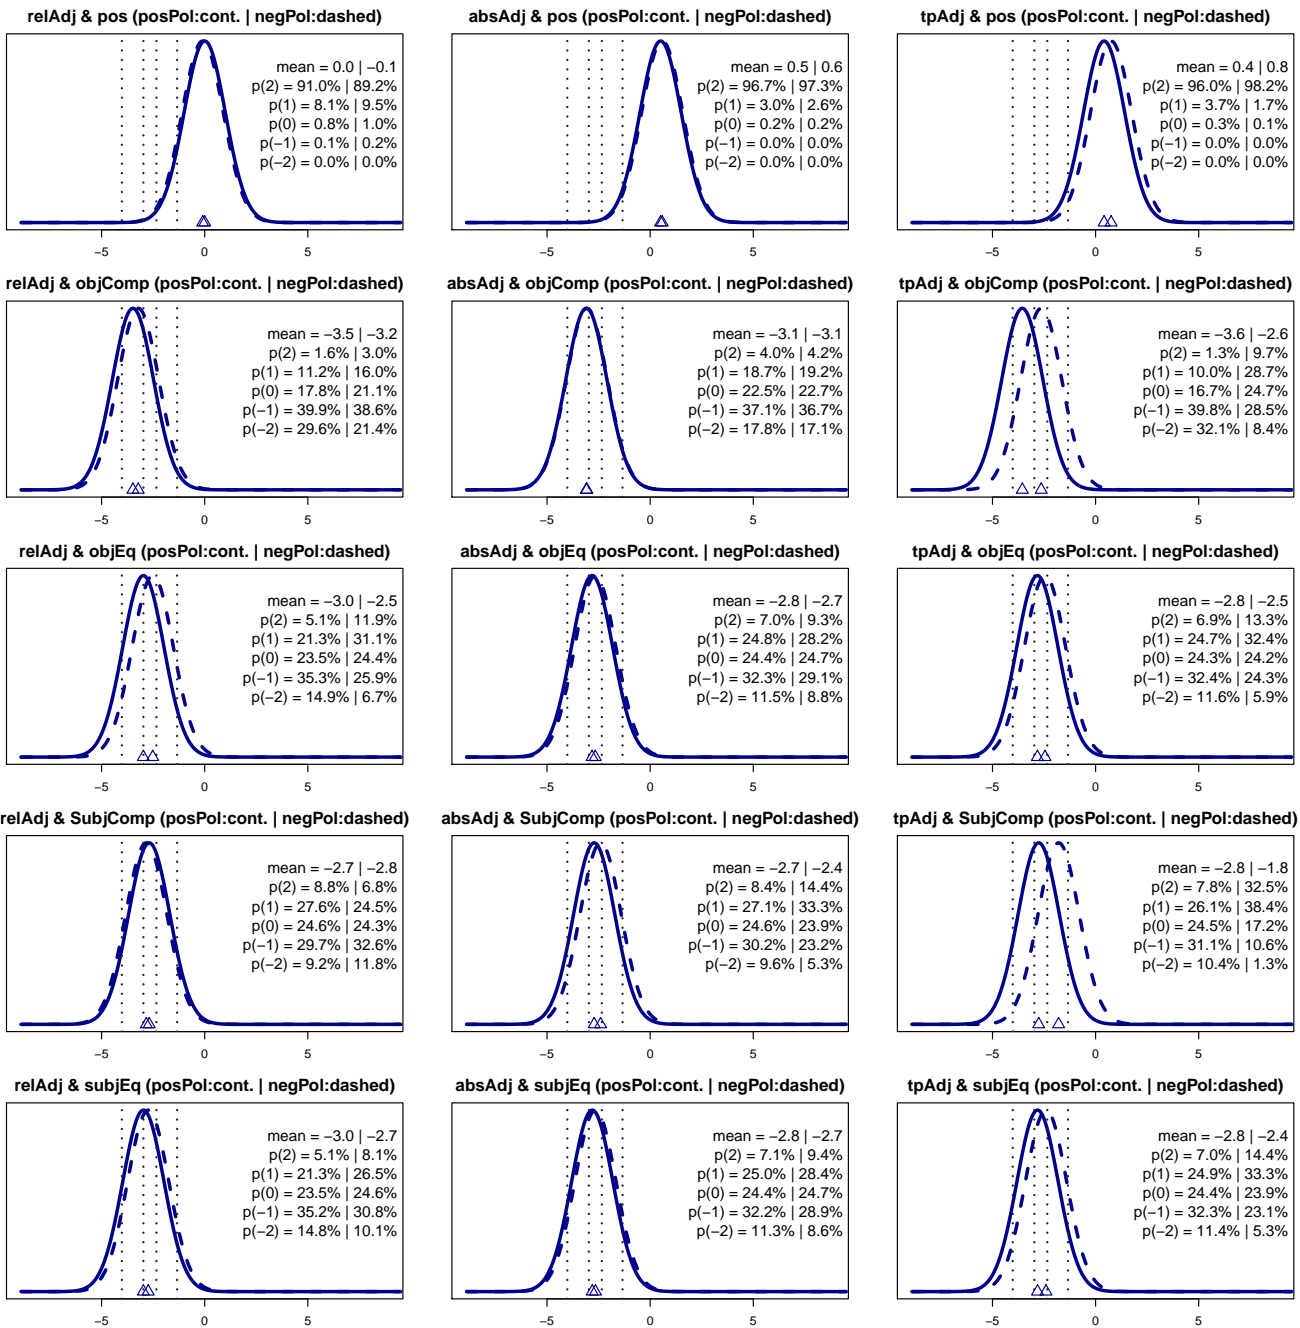 relAdj & pos (posPol:cont. | negPol:dashed)
mean = 0.0 | −0.1
p(2) = 91.0% | 89.2%
p(1) = 8.1% | 9.5%
p(0) = 0.8% | 1.0%
p(−1) = 0.1% | 0.2%
p(−2) = 0.0% | 0.0%
−5 0 5
absAdj & pos (posPol:cont. | negPol:dashed)
mean = 0.5 | 0.6
p(2) = 96.7% | 97.3%
p(1) = 3.0% | 2.6%
p(0) = 0.2% | 0.2%
p(−1) = 0.0% | 0.0%
p(−2) = 0.0% | 0.0%
−5 0 5
tpAdj & pos (posPol:cont. | negPol:dashed)
mean = 0.4 | 0.8
p(2) = 96.0% | 98.2%
p(1) = 3.7% | 1.7%
p(0) = 0.3% | 0.1%
p(−1) = 0.0% | 0.0%
p(−2) = 0.0% | 0.0%
−5 0 5
relAdj & objComp (posPol:cont. | negPol:dashed)
mean = −3.5 | −3.2
p(2) = 1.6% | 3.0%
p(1) = 11.2% | 16.0%
p(0) = 17.8% | 21.1%
p(−1) = 39.9% | 38.6%
p(−2) = 29.6% | 21.4%
−5 0 5
absAdj & objComp (posPol:cont. | negPol:dashed)
mean = −3.1 | −3.1
p(2) = 4.0% | 4.2%
p(1) = 18.7% | 19.2%
p(0) = 22.5% | 22.7%
p(−1) = 37.1% | 36.7%
p(−2) = 17.8% | 17.1%
−5 0 5
tpAdj & objComp (posPol:cont. | negPol:dashed)
mean = −3.6 | −2.6
p(2) = 1.3% | 9.7%
p(1) = 10.0% | 28.7%
p(0) = 16.7% | 24.7%
p(−1) = 39.8% | 28.5%
p(−2) = 32.1% | 8.4%
−5 0 5
relAdj & objEq (posPol:cont. | negPol:dashed)
mean = −3.0 | −2.5
p(2) = 5.1% | 11.9%
p(1) = 21.3% | 31.1%
p(0) = 23.5% | 24.4%
p(−1) = 35.3% | 25.9%
p(−2) = 14.9% | 6.7%
−5 0 5
absAdj & objEq (posPol:cont. | negPol:dashed)
mean = −2.8 | −2.7
p(2) = 7.0% | 9.3%
p(1) = 24.8% | 28.2%
p(0) = 24.4% | 24.7%
p(−1) = 32.3% | 29.1%
p(−2) = 11.5% | 8.8%
−5 0 5
tpAdj & objEq (posPol:cont. | negPol:dashed)
mean = −2.8 | −2.5
p(2) = 6.9% | 13.3%
p(1) = 24.7% | 32.4%
p(0) = 24.3% | 24.2%
p(−1) = 32.4% | 24.3%
p(−2) = 11.6% | 5.9%
−5 0 5
relAdj & SubjComp (posPol:cont. | negPol:dashed)
mean = −2.7 | −2.8
p(2) = 8.8% | 6.8%
p(1) = 27.6% | 24.5%
p(0) = 24.6% | 24.3%
p(−1) = 29.7% | 32.6%
p(−2) = 9.2% | 11.8%
−5 0 5
absAdj & SubjComp (posPol:cont. | negPol:dashed)
mean = −2.7 | −2.4
p(2) = 8.4% | 14.4%
p(1) = 27.1% | 33.3%
p(0) = 24.6% | 23.9%
p(−1) = 30.2% | 23.2%
p(−2) = 9.6% | 5.3%
−5 0 5
tpAdj & SubjComp (posPol:cont. | negPol:dashed)
mean = −2.8 | −1.8
p(2) = 7.8% | 32.5%
p(1) = 26.1% | 38.4%
p(0) = 24.5% | 17.2%
p(−1) = 31.1% | 10.6%
p(−2) = 10.4% | 1.3%
−5 0 5
relAdj & subjEq (posPol:cont. | negPol:dashed)
mean = −3.0 | −2.7
p(2) = 5.1% | 8.1%
p(1) = 21.3% | 26.5%
p(0) = 23.5% | 24.6%
p(−1) = 35.2% | 30.8%
p(−2) = 14.8% | 10.1%
−5 0 5
absAdj & subjEq (posPol:cont. | negPol:dashed)
mean = −2.8 | −2.7
p(2) = 7.1% | 9.4%
p(1) = 25.0% | 28.4%
p(0) = 24.4% | 24.7%
p(−1) = 32.2% | 28.9%
p(−2) = 11.3% | 8.6%
−5 0 5
tpAdj & subjEq (posPol:cont. | negPol:dashed)
mean = −2.8 | −2.4
p(2) = 7.0% | 14.4%
p(1) = 24.9% | 33.3%
p(0) = 24.4% | 23.9%
p(−1) = 32.3% | 23.1%
p(−2) = 11.4% | 5.3%
−5 0 5